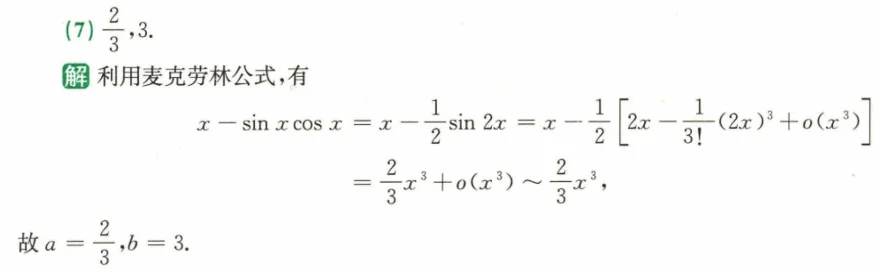 (7) 2/3, 3.
解 利用麦克劳林公式,有
x − sin x cos x = x − 1/2 sin 2x = x − 1/2 [2x − 1/3! (2x)³ + o(x³)]
= 2/3 x³ + o(x³) ~ 2/3 x³,
故 a = 2/3, b = 3.